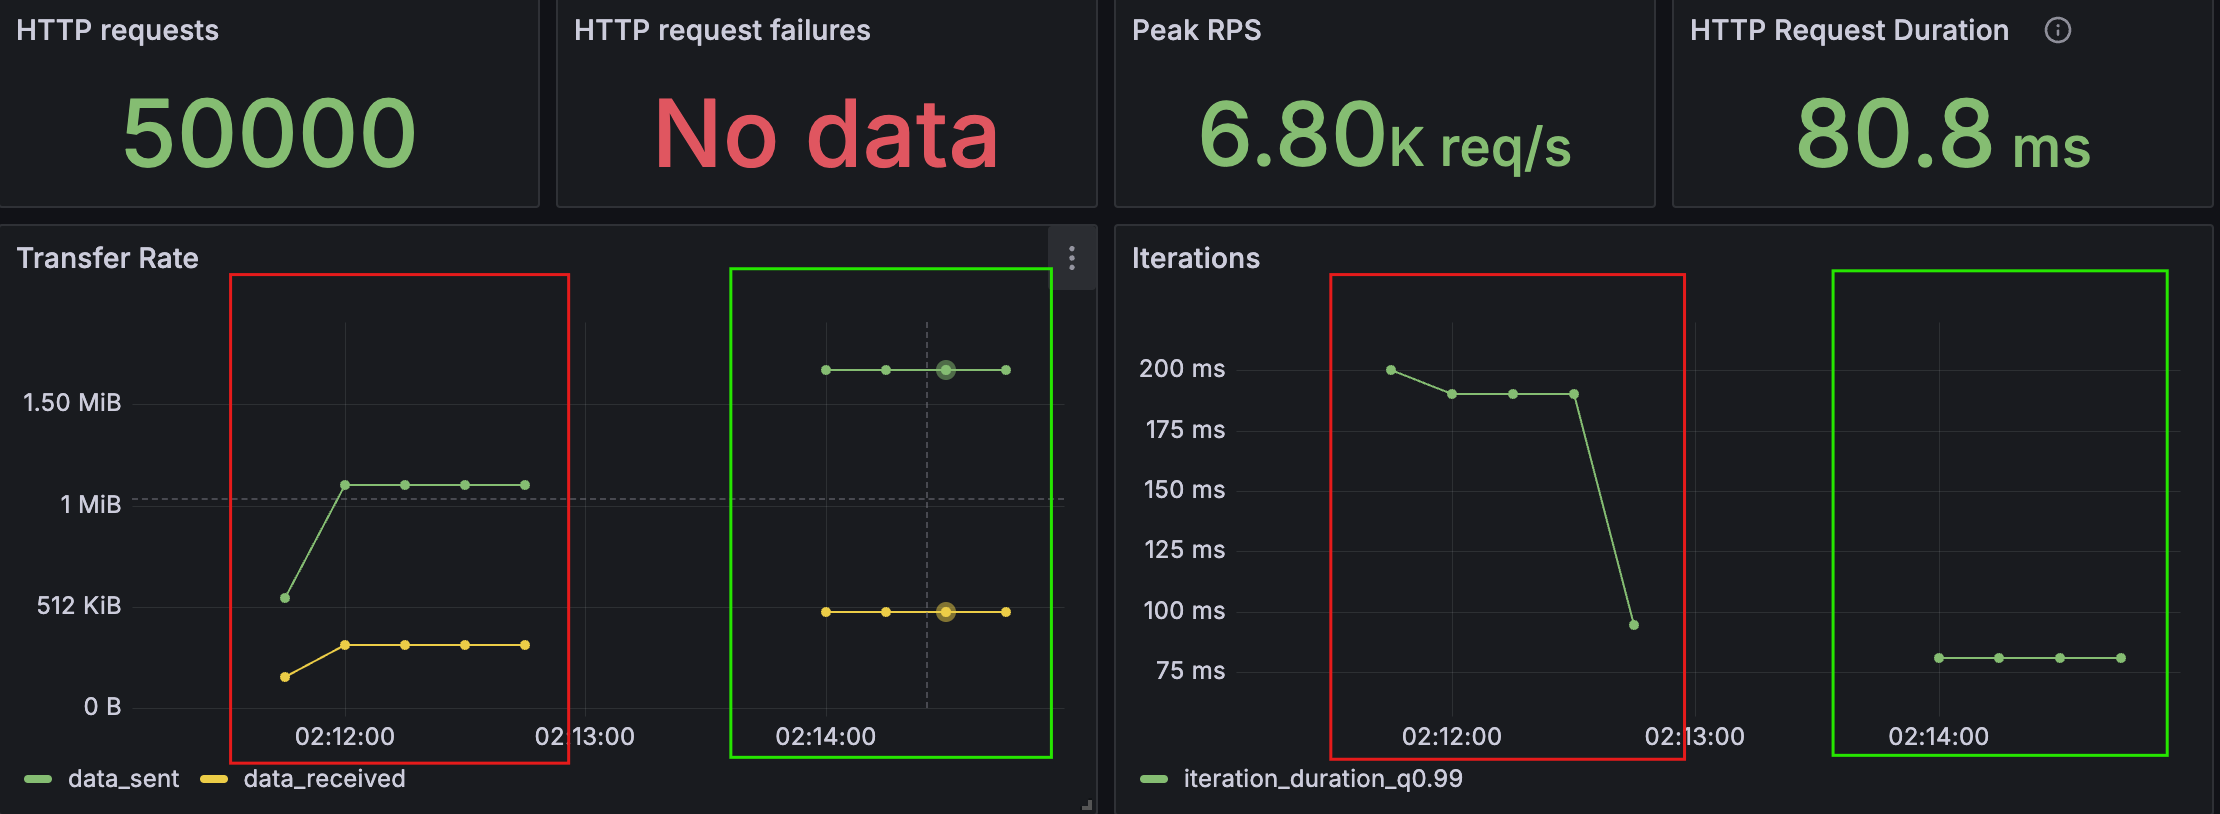 HTTP requests
50000
HTTP request failures
No data
Peak RPS
6.80K req/s
HTTP Request Duration
80.8 ms
Transfer Rate
1.50 MiB
1 MiB
512 KiB
0 B
02:12:00 02:13:00 02:14:00
data_sent data_received
Iterations
200 ms
175 ms
150 ms
125 ms
100 ms
75 ms
02:12:00 02:13:00 02:14:00
iteration_duration_q0.99